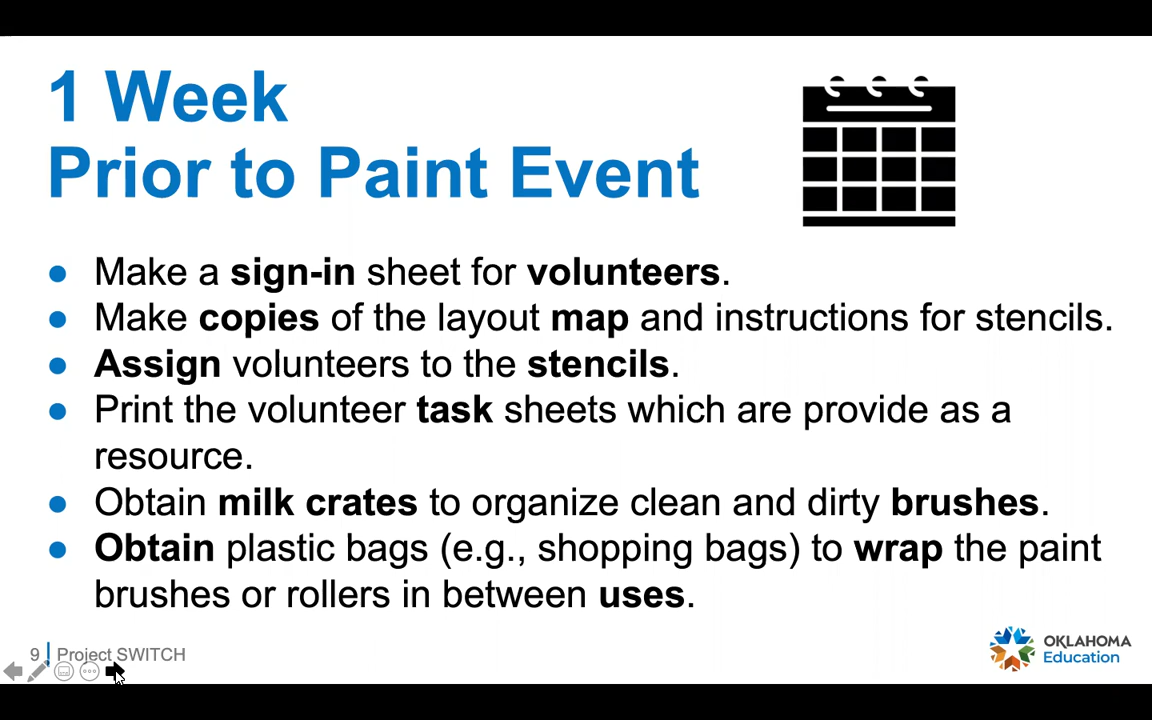 1 Week
Prior to Paint Event
● Make a sign-in sheet for volunteers.
● Make copies of the layout map and instructions for stencils.
● Assign volunteers to the stencils.
● Print the volunteer task sheets which are provide as a
resource.
● Obtain milk crates to organize clean and dirty brushes.
● Obtain plastic bags (e.g., shopping bags) to wrap the paint
brushes or rollers in between uses.
9 | Project SWITCH
OKLAHOMA
Education